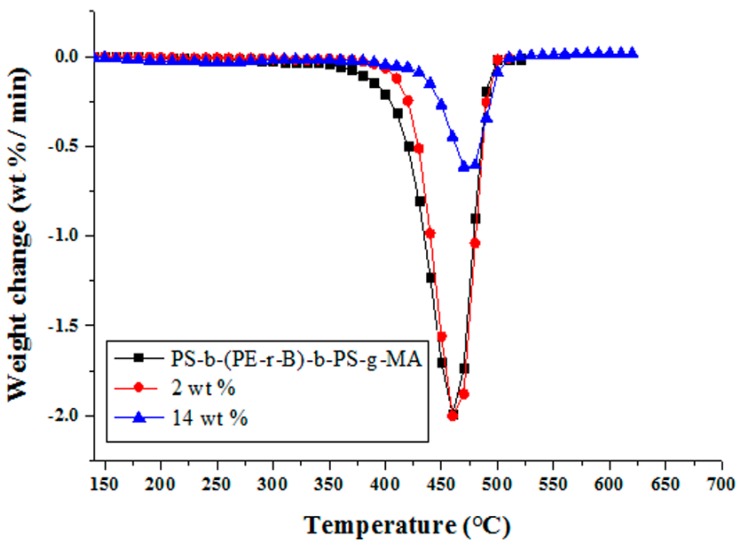 0.0
-0.5
-1.0
-1.5
-2.0
Weight change (wt %/ min)
PS-b-(PE-r-B)-b-PS-g-MA
2 wt %
14 wt %
150 200 250 300 350 400 450 500 550 600 650 700
Temperature (°C)